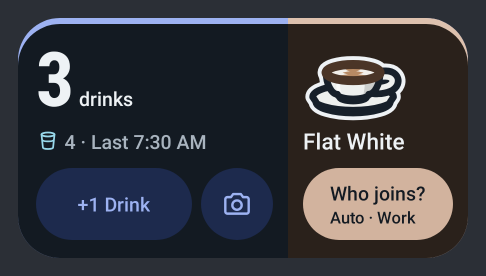 3 drinks
4 · Last 7:30 AM
+1 Drink
Flat White
Who joins?
Auto · Work